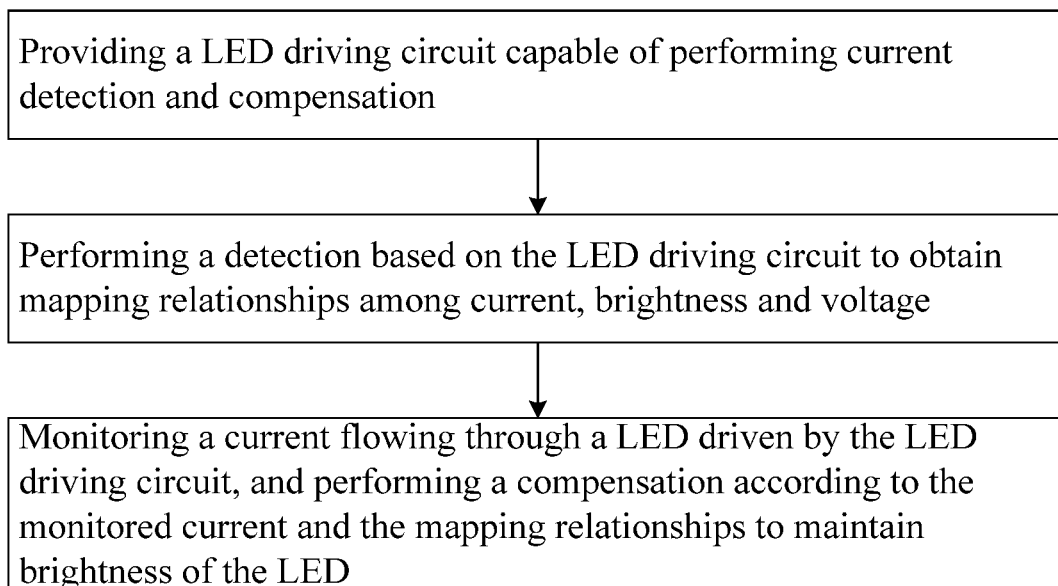 Providing a LED driving circuit capable of performing current
detection and compensation
Performing a detection based on the LED driving circuit to obtain
mapping relationships among current, brightness and voltage
Monitoring a current flowing through a LED driven by the LED
driving circuit, and performing a compensation according to the
monitored current and the mapping relationships to maintain
brightness of the LED